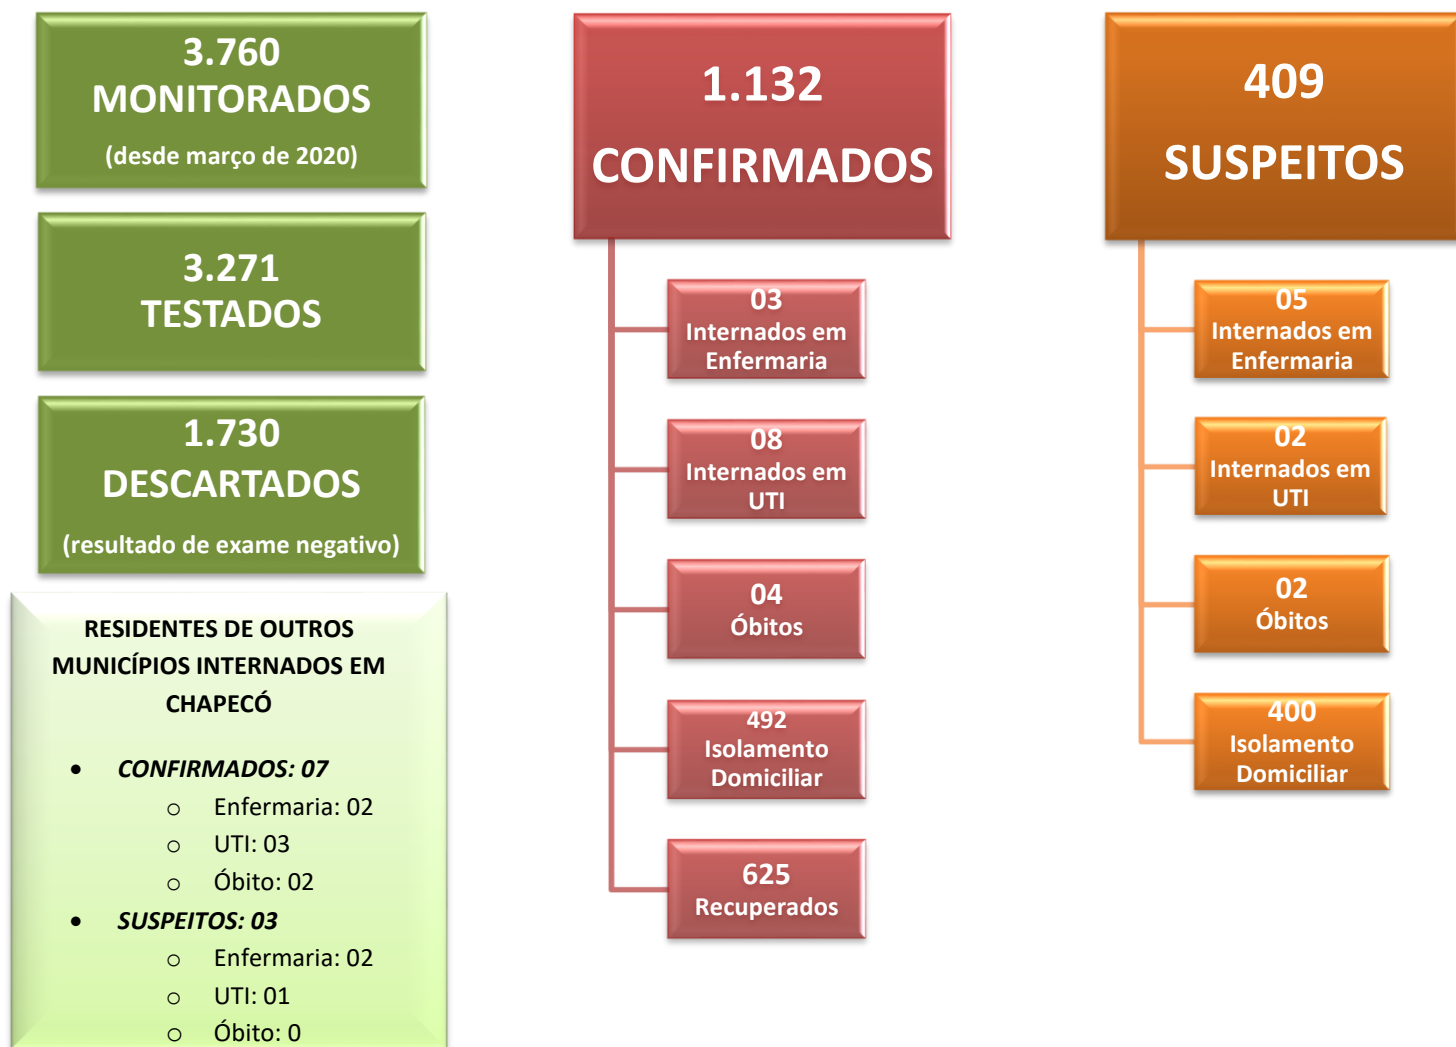 3.760
MONITORADOS
(desde março de 2020)
3.271
TESTADOS
1.730
DESCARTADOS
(resultado de exame negativo)
RESIDENTES DE OUTROS
MUNICÍPIOS INTERNADOS EM
CHAPECÓ
• CONFIRMADOS: 07
o Enfermaria: 02
o UTI: 03
o Óbito: 02
• SUSPEITOS: 03
o Enfermaria: 02
o UTI: 01
o Óbito: 0
1.132
CONFIRMADOS
03
Internados em
Enfermaria
08
Internados em
UTI
04
Óbitos
492
Isolamento
Domiciliar
625
Recuperados
409
SUSPEITOS
05
Internados em
Enfermaria
02
Internados em
UTI
02
Óbitos
400
Isolamento
Domiciliar